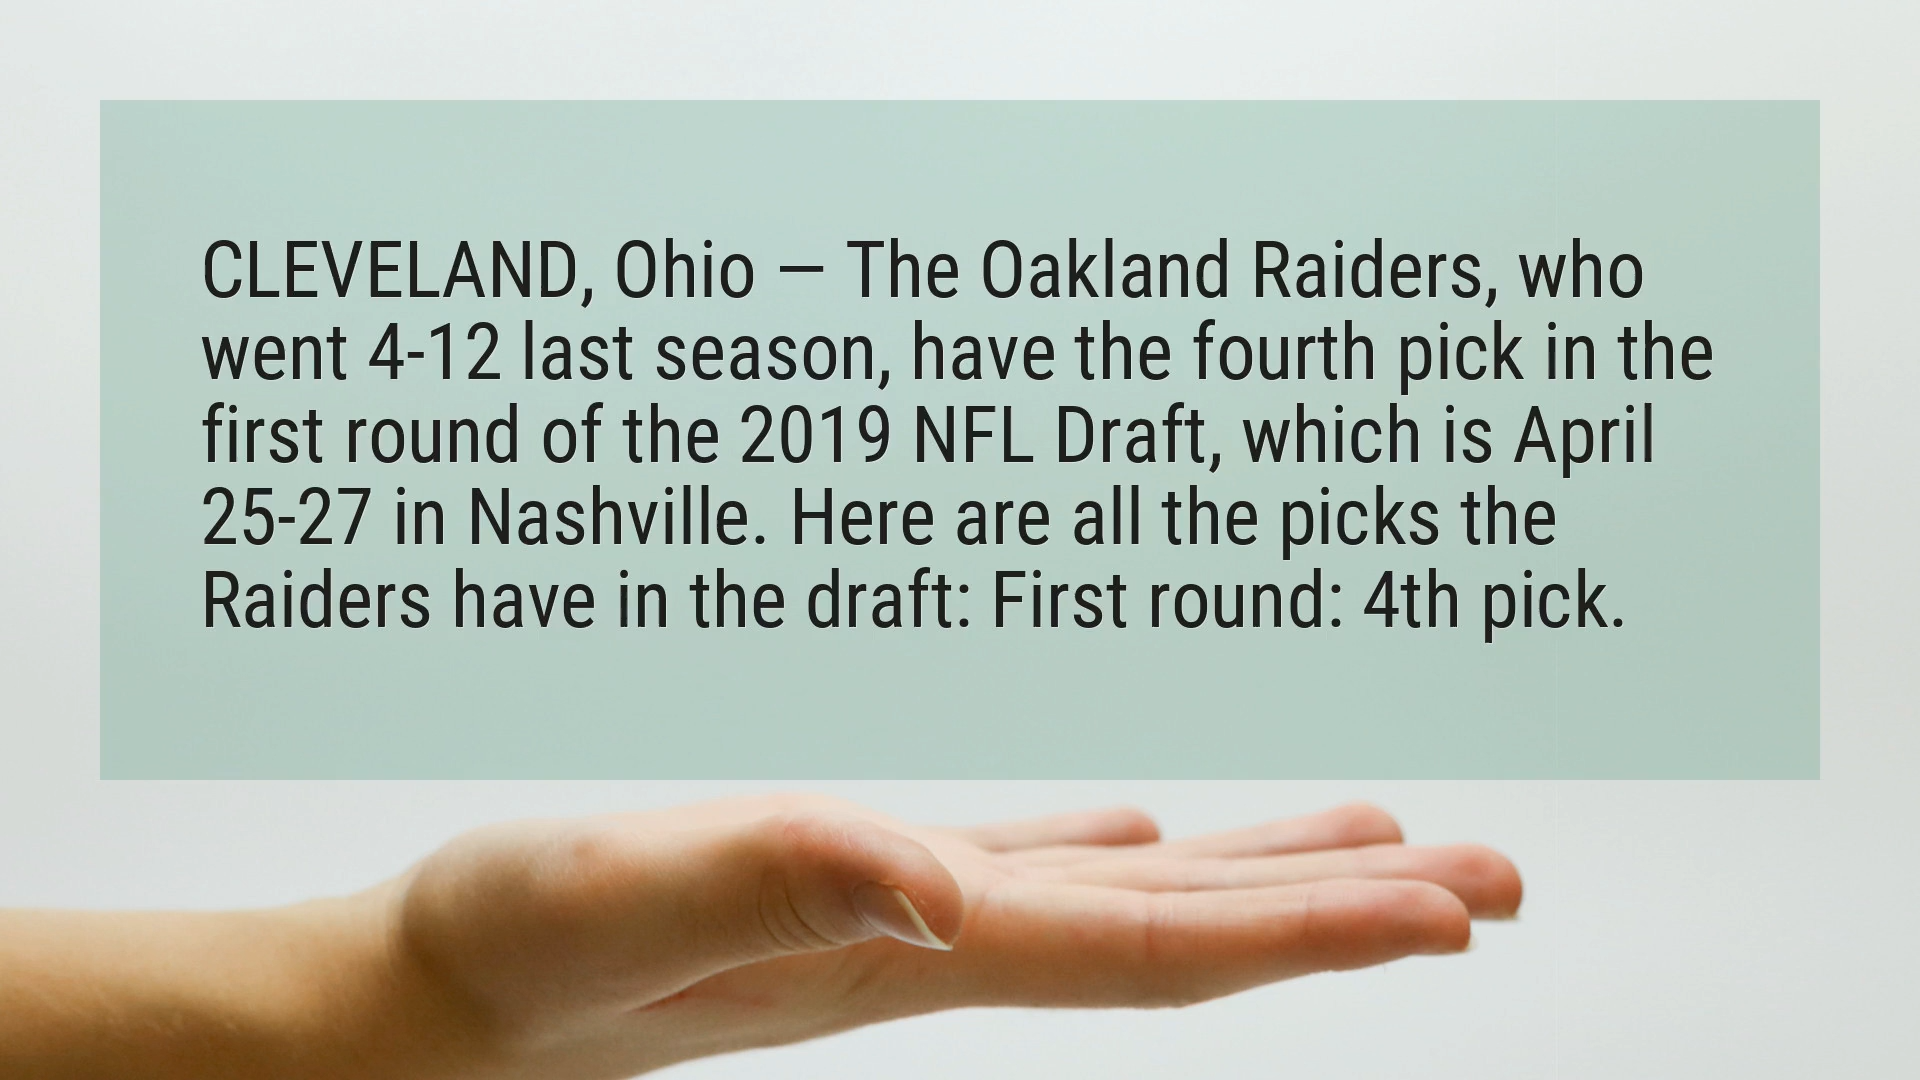 CLEVELAND, Ohio — The Oakland Raiders, who
went 4-12 last season, have the fourth pick in the
first round of the 2019 NFL Draft, which is April
25-27 in Nashville. Here are all the picks the
Raiders have in the draft: First round: 4th pick.